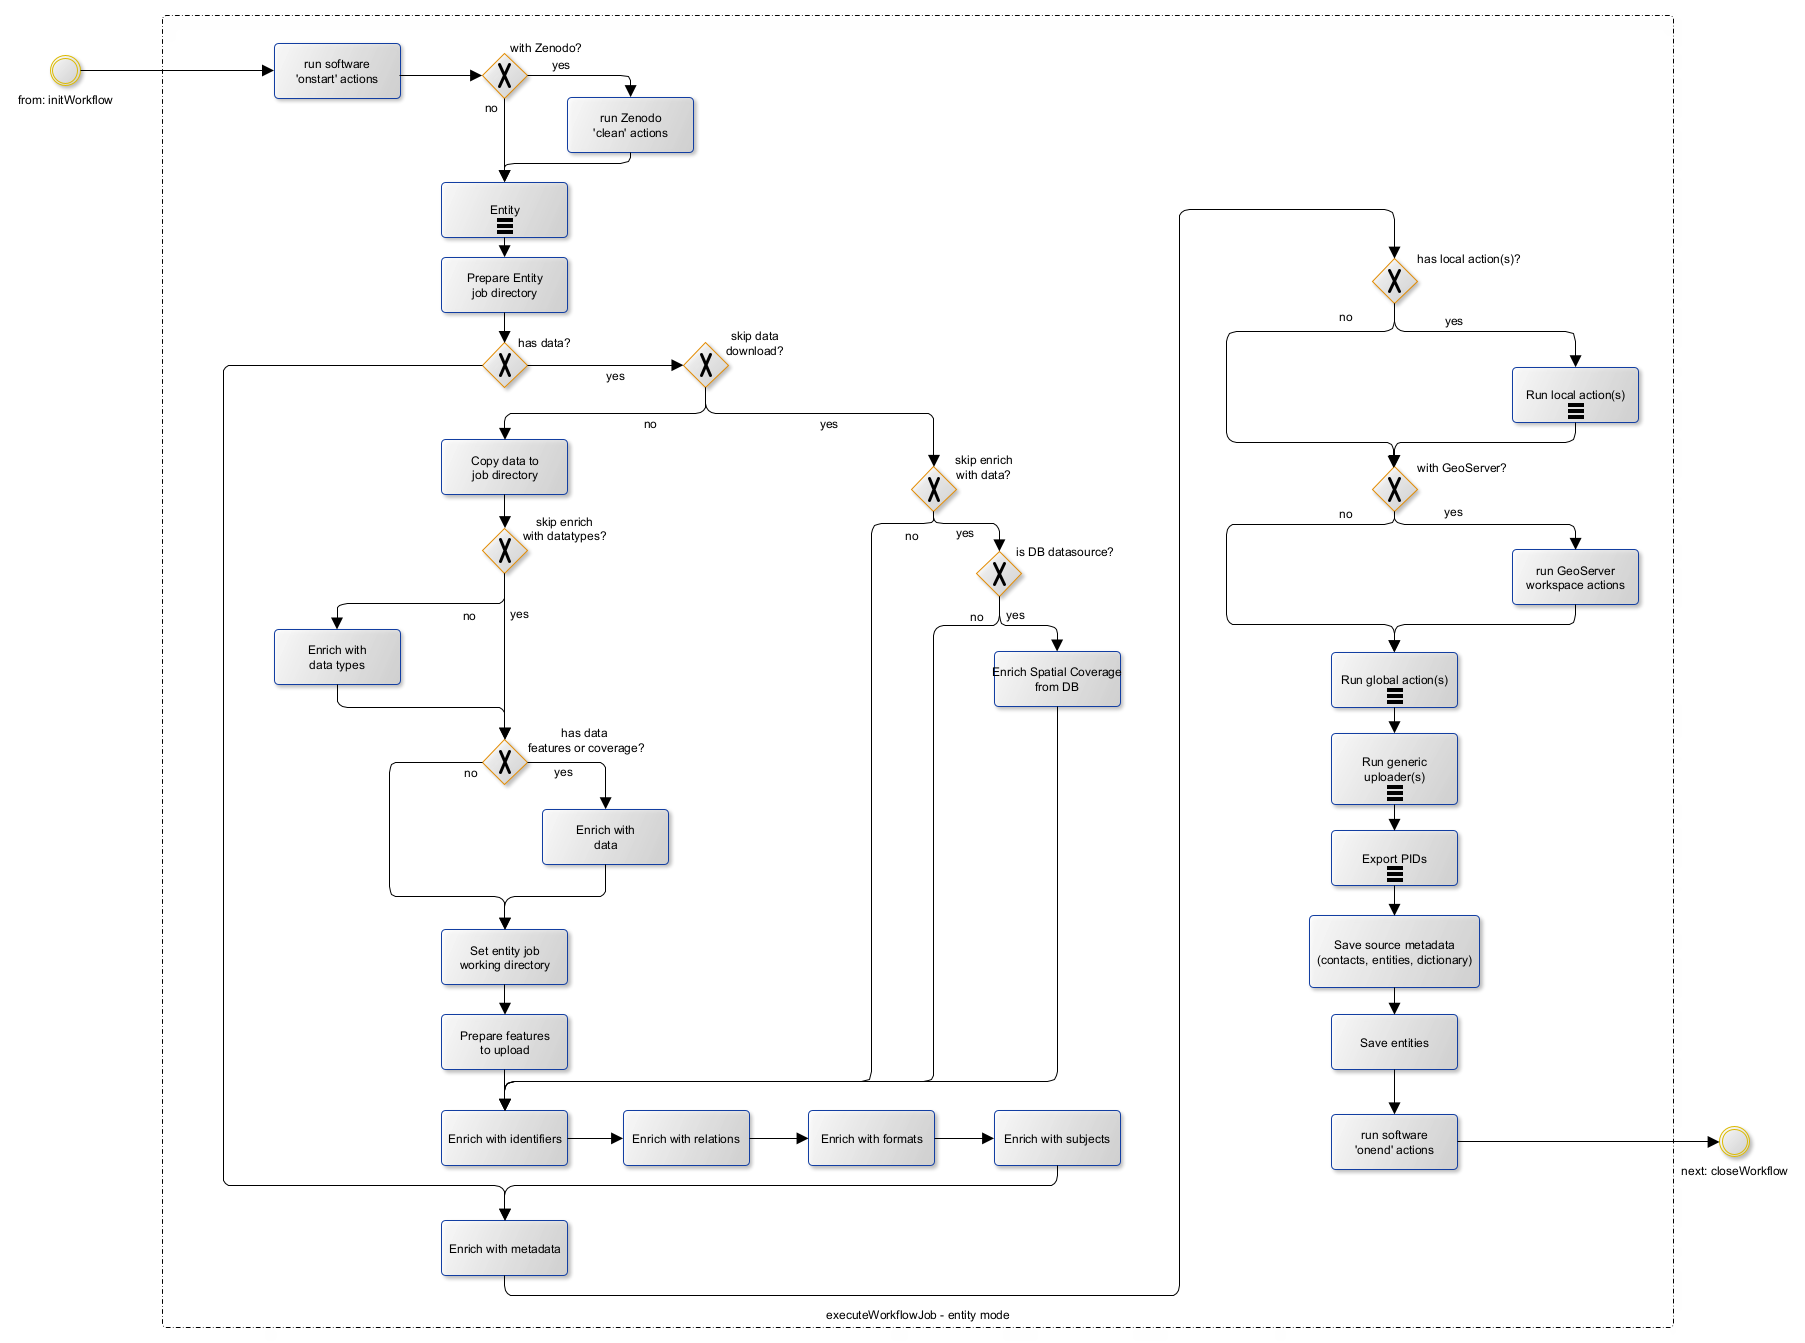 from: initWorkflow
run software
'onstart' actions
with Zenodo?
yes
no
run Zenodo
'clean' actions
Entity
Prepare Entity
job directory
has data?
yes
skip data
download?
no
yes
Copy data to
job directory
skip enrich
with datatypes?
no
yes
Enrich with
data types
has data
features or coverage?
no
yes
Enrich with
data
Set entity job
working directory
Prepare features
to upload
skip enrich
with data?
no
yes
is DB datasource?
no
yes
Enrich Spatial Coverage
from DB
Enrich with identifiers
Enrich with relations
Enrich with formats
Enrich with subjects
Enrich with metadata
has local action(s)?
no
yes
Run local action(s)
with GeoServer?
no
yes
run GeoServer
workspace actions
Run global action(s)
Run generic
uploader(s)
Export PIDs
Save source metadata
(contacts, entities, dictionary)
Save entities
run software
'onend' actions
next: closeWorkflow
executeWorkflowJob - entity mode